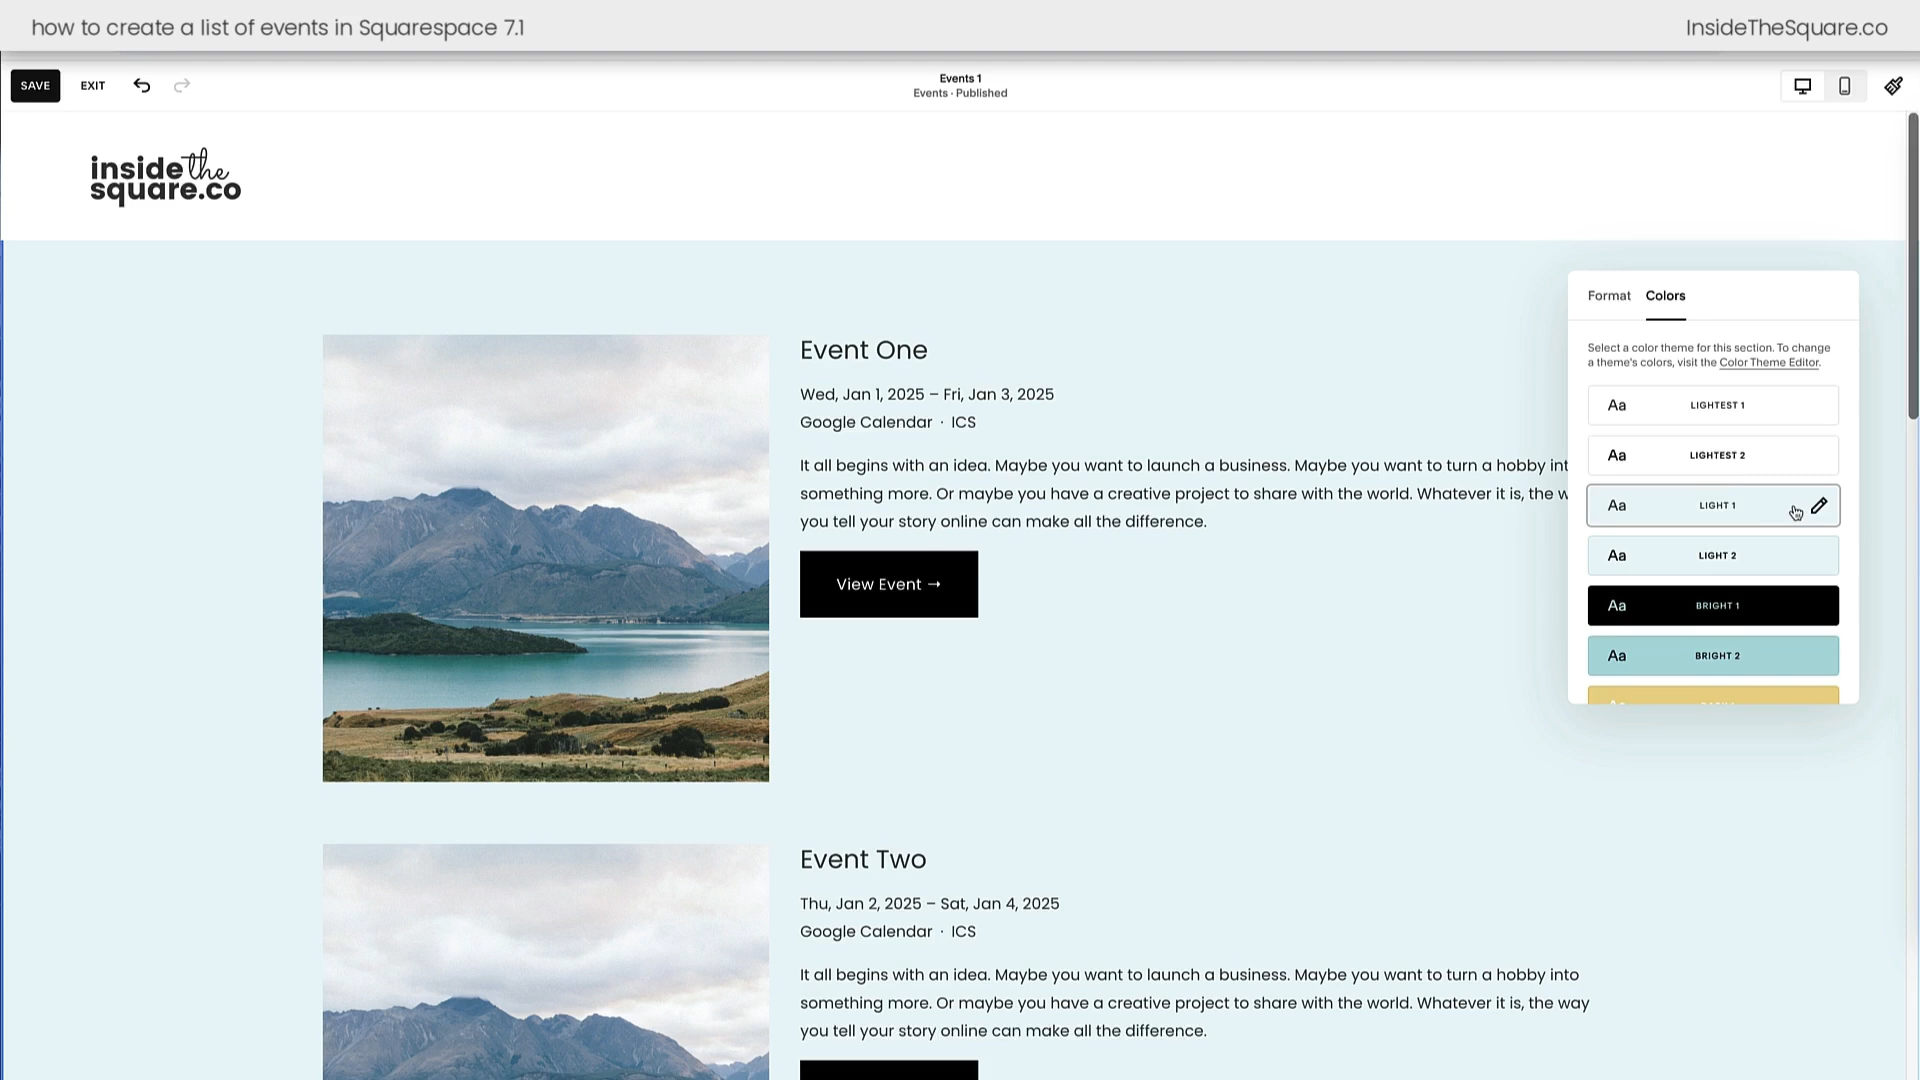 how to create a list of events in Squarespace 7.1
InsideTheSquare.co
SAVE
EXIT
Events 1
Events · Published
inside the
square.co
Format
Colors
Select a color theme for this section. To change
a theme's colors, visit the Color Theme Editor.
Aa LIGHTEST 1
Aa LIGHTEST 2
Aa LIGHT 1
Aa LIGHT 2
Aa BRIGHT 1
Aa BRIGHT 2
Event One
Wed, Jan 1, 2025 – Fri, Jan 3, 2025
Google Calendar · ICS
It all begins with an idea. Maybe you want to launch a business. Maybe you want to turn a hobby int
something more. Or maybe you have a creative project to share with the world. Whatever it is, the w
you tell your story online can make all the difference.
View Event →
Event Two
Thu, Jan 2, 2025 – Sat, Jan 4, 2025
Google Calendar · ICS
It all begins with an idea. Maybe you want to launch a business. Maybe you want to turn a hobby into
something more. Or maybe you have a creative project to share with the world. Whatever it is, the way
you tell your story online can make all the difference.